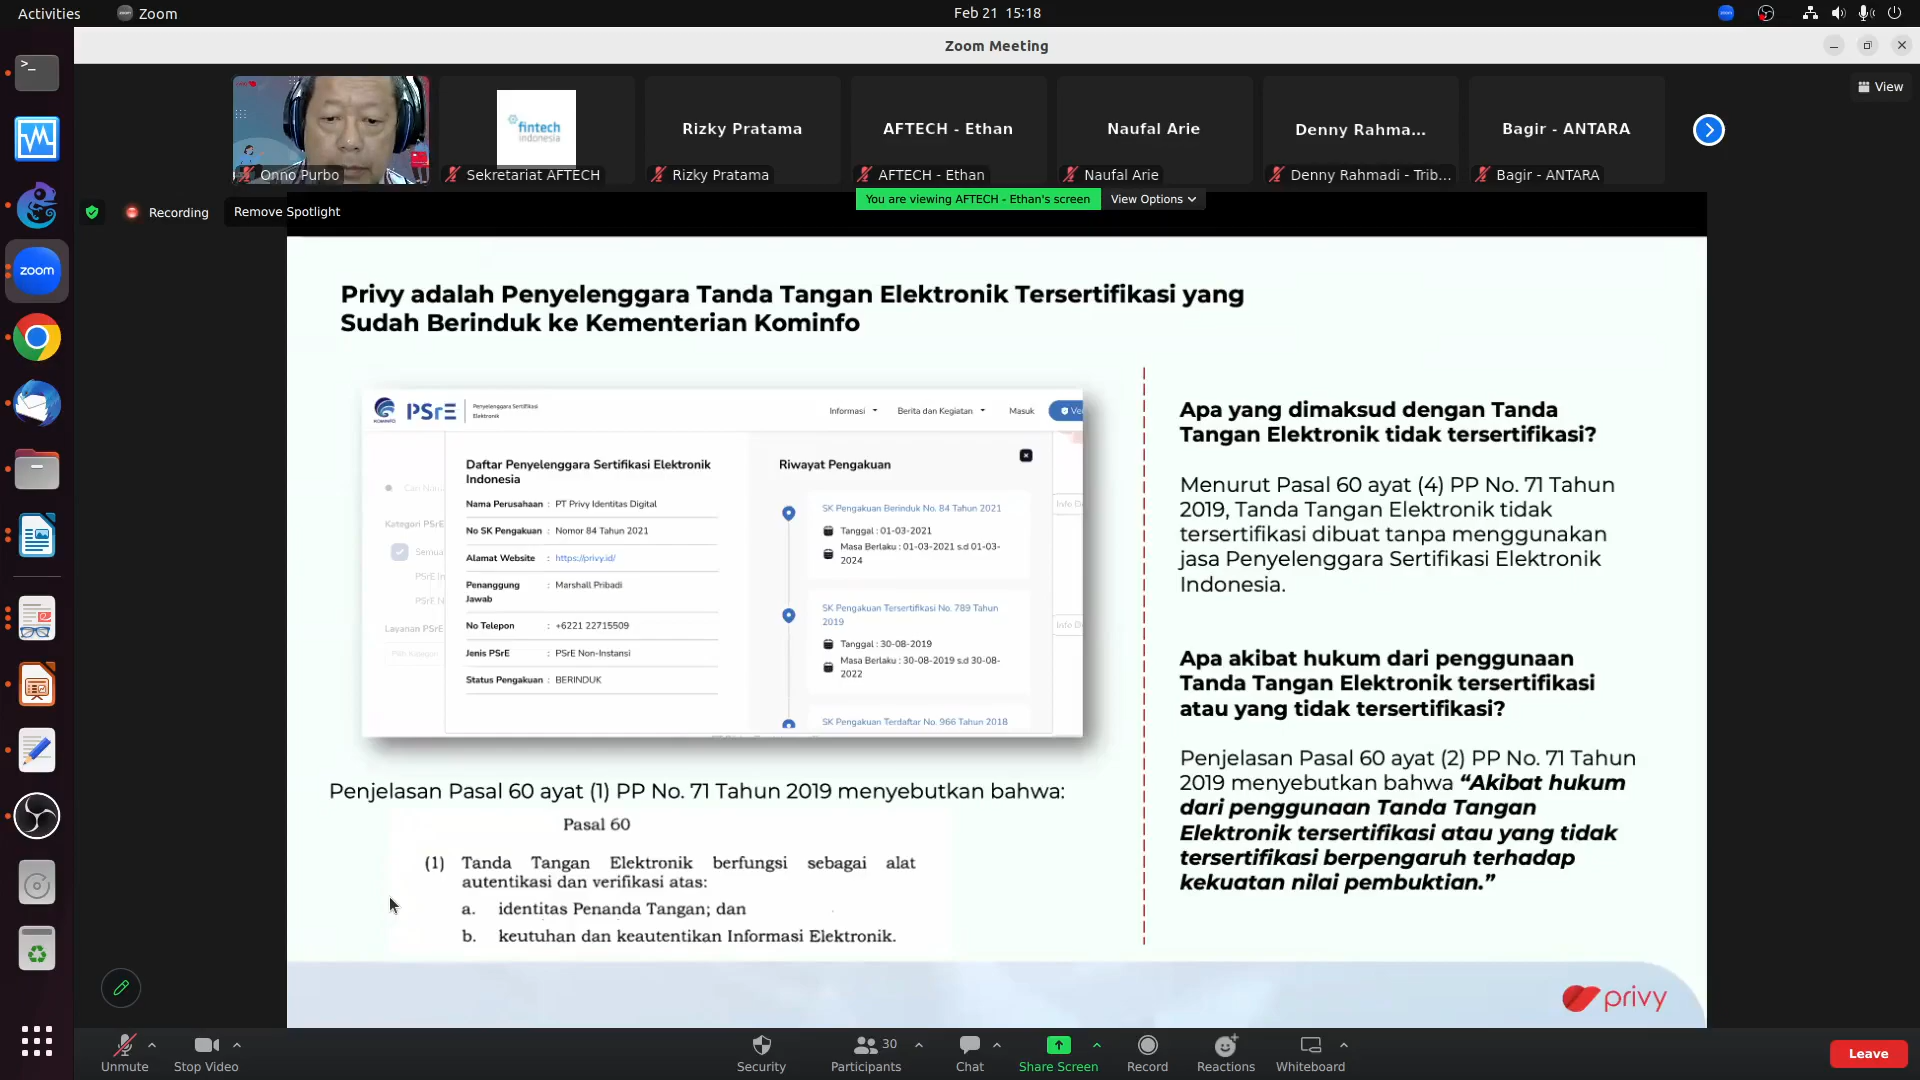 Activities
Zoom
Feb 21 15:18
Zoom Meeting
View
fintech
indonesia
Rizky Pratama
AFTECH - Ethan
Naufal Arie
Denny Rahma...
Bagir - ANTARA
Onno Purbo
Sekretariat AFTECH
Rizky Pratama
AFTECH - Ethan
Naufal Arie
Denny Rahmadi - Trib...
Bagir - ANTARA
Recording
Remove Spotlight
You are viewing AFTECH - Ethan's screen
View Options
zoom
Privy adalah Penyelenggara Tanda Tangan Elektronik Tersertifikasi yang
Sudah Berinduk ke Kementerian Kominfo
KOMINFO
PSrE
Penyelenggara Sertifikasi
Elektronik
Informasi
Berita dan Kegiatan
Masuk
Daftar Penyelenggara Sertifikasi Elektronik
Indonesia
Nama Perusahaan : PT Privy Identitas Digital
No SK Pengakuan : Nomor 84 Tahun 2021
Alamat Website : https://privy.id/
Penanggung
Jawab : Marshall Pribadi
No Telepon : +6221 22715509
Jenis PSrE : PSrE Non-Instansi
Status Pengakuan : BERINDUK
Kategori PSrE
Semua
Layanan PSrE
Riwayat Pengakuan
SK Pengakuan Berinduk No. 84 Tahun 2021
Tanggal : 01-03-2021
Masa Berlaku : 01-03-2021 s.d 01-03-
2024
SK Pengakuan Tersertifikasi No. 789 Tahun
2019
Tanggal : 30-08-2019
Masa Berlaku : 30-08-2019 s.d 30-08-
2022
SK Pengakuan Terdaftar No. 966 Tahun 2018
Penjelasan Pasal 60 ayat (1) PP No. 71 Tahun 2019 menyebutkan bahwa:
Pasal 60
(1) Tanda Tangan Elektronik berfungsi sebagai alat
autentikasi dan verifikasi atas:
a. identitas Penanda Tangan; dan
b. keutuhan dan keautentikan Informasi Elektronik.
Apa yang dimaksud dengan Tanda
Tangan Elektronik tidak tersertifikasi?
Menurut Pasal 60 ayat (4) PP No. 71 Tahun
2019, Tanda Tangan Elektronik tidak
tersertifikasi dibuat tanpa menggunakan
jasa Penyelenggara Sertifikasi Elektronik
Indonesia.
Apa akibat hukum dari penggunaan
Tanda Tangan Elektronik tersertifikasi
atau yang tidak tersertifikasi?
Penjelasan Pasal 60 ayat (2) PP No. 71 Tahun
2019 menyebutkan bahwa “Akibat hukum
dari penggunaan Tanda Tangan
Elektronik tersertifikasi atau yang tidak
tersertifikasi berpengaruh terhadap
kekuatan nilai pembuktian.”
privy
Unmute
Stop Video
Security
Participants
30
Chat
Share Screen
Record
Reactions
Whiteboard
Leave